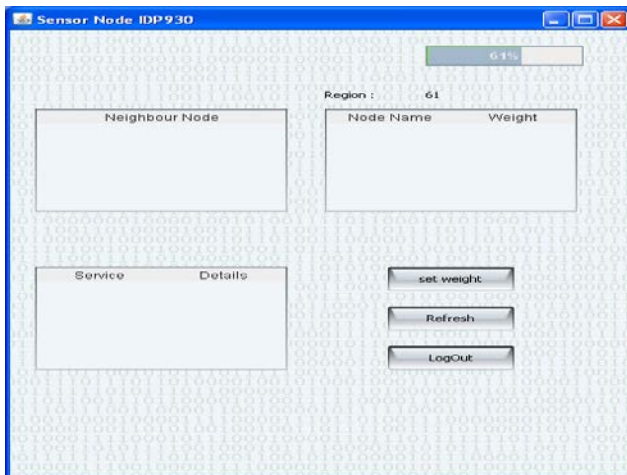 Sensor Node IDP930
61%
Region : 61
Neighbour Node
Node Name Weight
Service Details
set weight
Refresh
LogOut